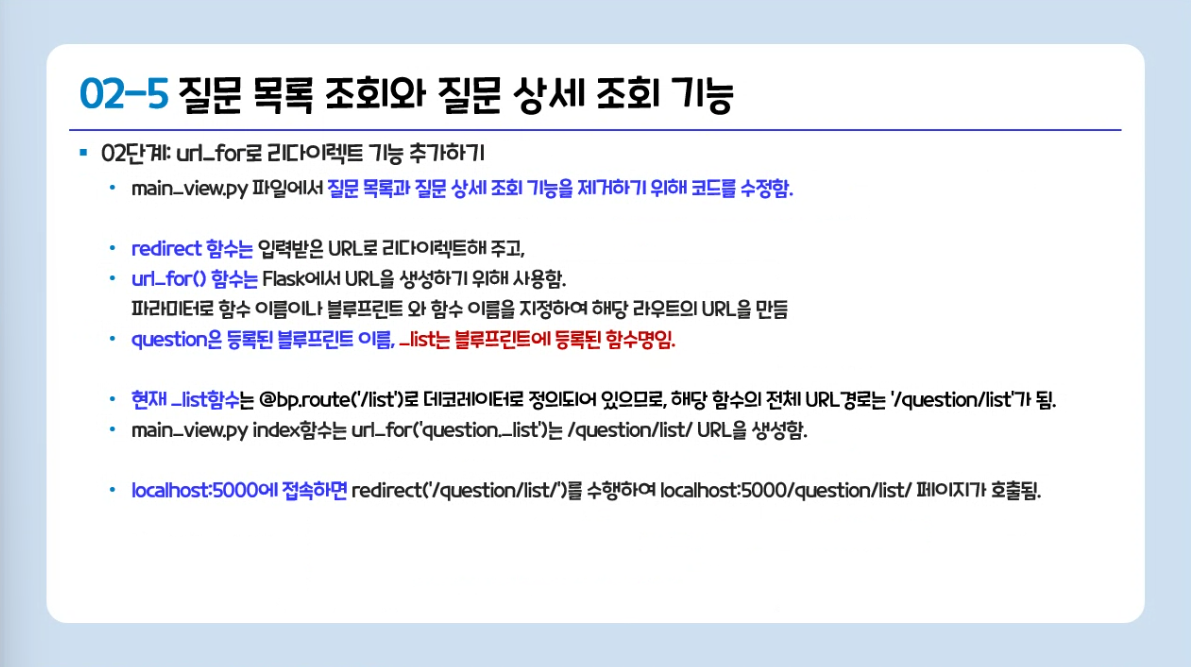 02-5 질문 목록 조회와 질문 상세 조회 기능
02단계: url_for로 리다이렉트 기능 추가하기
main_view.py 파일에서 질문 목록과 질문 상세 조회 기능을 제거하기 위해 코드를 수정함.
redirect 함수는 입력받은 URL로 리다이렉트해 주고,
url_for() 함수는 Flask에서 URL을 생성하기 위해 사용함.
파라미터로 함수 이름이나 블루프린트 와 함수 이름을 지정하여 해당 라우트의 URL을 만듬
question은 등록된 블루프린트 이름, _list는 블루프린트에 등록된 함수명임.
현재 _list함수는 @bp.route('/list')로 데코레이터로 정의되어 있으므로, 해당 함수의 전체 URL경로는 '/question/list'가 됨.
main_view.py index함수는 url_for('question._list')는 /question/list/ URL을 생성함.
localhost:5000에 접속하면 redirect('/question/list/')를 수행하여 localhost:5000/question/list/ 페이지가 호출됨.